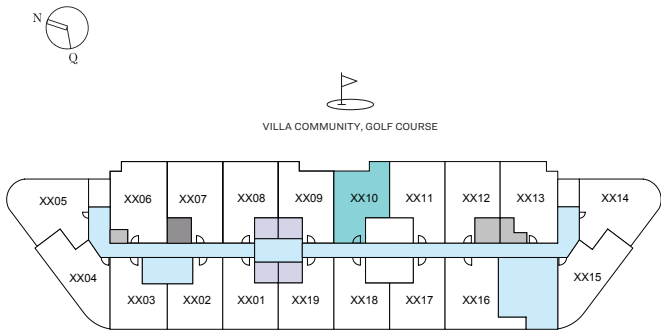 N
Q
VILLA COMMUNITY, GOLF COURSE
XX05 XX06 XX07 XX08 XX09 XX10 XX11 XX12 XX13 XX14
XX04 XX03 XX02 XX01 XX19 XX18 XX17 XX16 XX15